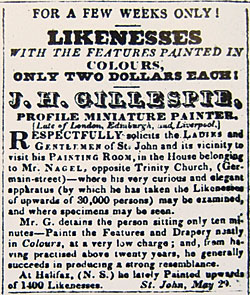 FOR A FEW WEEKS ONLY!
LIKENESSES
WITH THE FEATURES PAINTED IN
COLOURS,
ONLY TWO DOLLARS EACH!
J. H. GILLESPIE,
PROFILE MINIATURE PAINTER.
[Late of London, Edinburgh, and Liverpool,]
RESPECTFULLY solicits the LADIES and
GENTLEMEN of St. John and its vicinity to
visit his PAINTING ROOM, in the House belonging
to Mr. NAGEL, opposite Trinity Church, (Ger-
main-street)—where his very curious and elegant
apparatus (by which he has taken the Likenesses
of upwards of 30,000 persons) may be examined,
and where specimens may be seen.
Mr. G. detains the person sitting only ten mi-
nutes—Paints the Features and Drapery neatly
in Colours, at a very low charge; and, from ha-
ving practised above twenty years, he generally
succeeds in producing a strong resemblance.
At Halifax, (N. S.) he lately Painted upwards
of 1400 Likenesses. St. John, May 29.